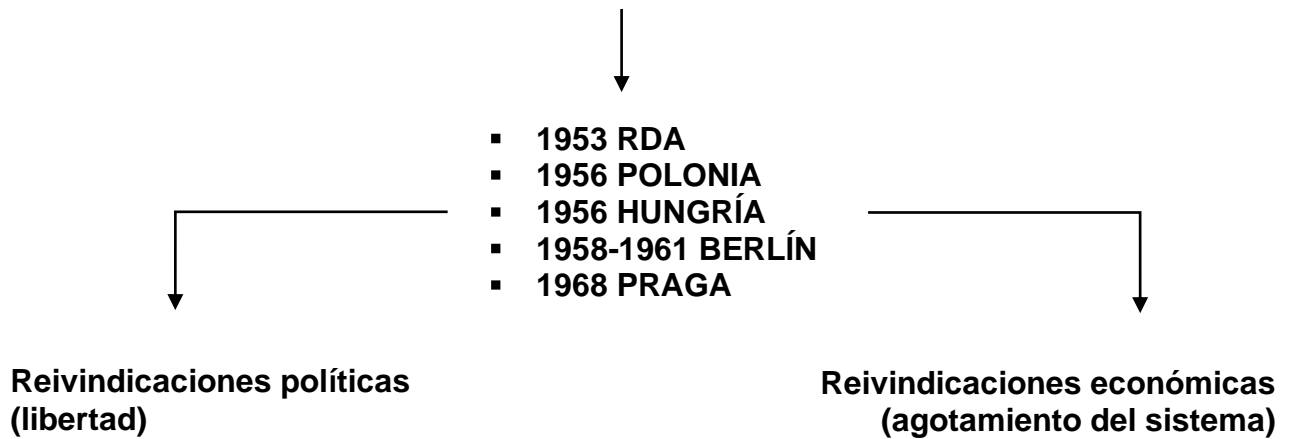 ▪ 1953 RDA
▪ 1956 POLONIA
▪ 1956 HUNGRÍA
▪ 1958-1961 BERLÍN
▪ 1968 PRAGA
Reivindicaciones políticas
(libertad)
Reivindicaciones económicas
(agotamiento del sistema)